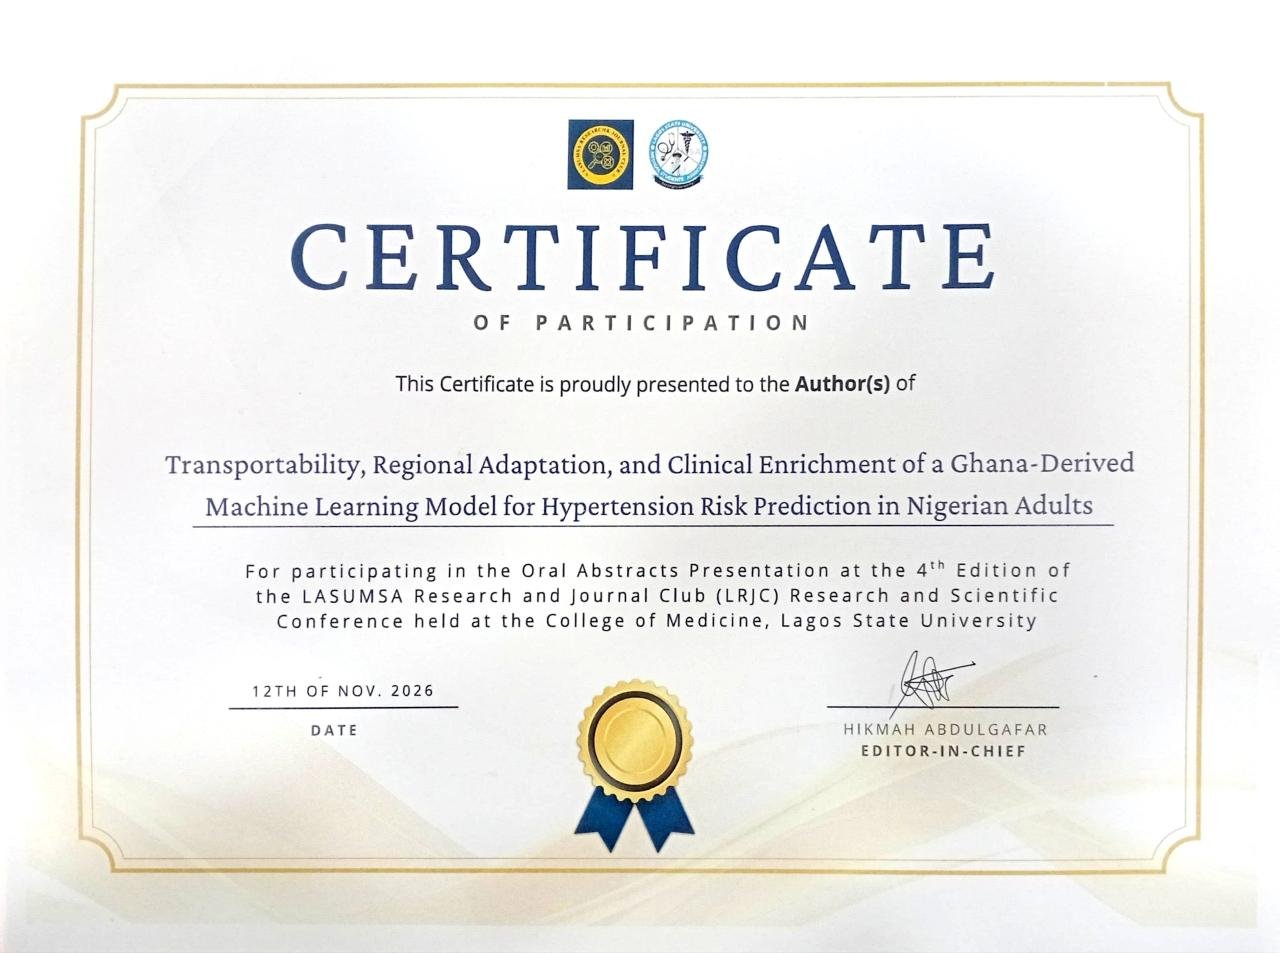 CERTIFICATE
OF PARTICIPATION
This Certificate is proudly presented to the Author(s) of
Transportability, Regional Adaptation, and Clinical Enrichment of a Ghana-Derived
Machine Learning Model for Hypertension Risk Prediction in Nigerian Adults
For participating in the Oral Abstracts Presentation at the 4th Edition of
the LASUMSA Research and Journal Club (LRJC) Research and Scientific
Conference held at the College of Medicine, Lagos State University
12TH OF NOV. 2026
DATE
HIKMAH ABDULGAFAR
EDITOR-IN-CHIEF